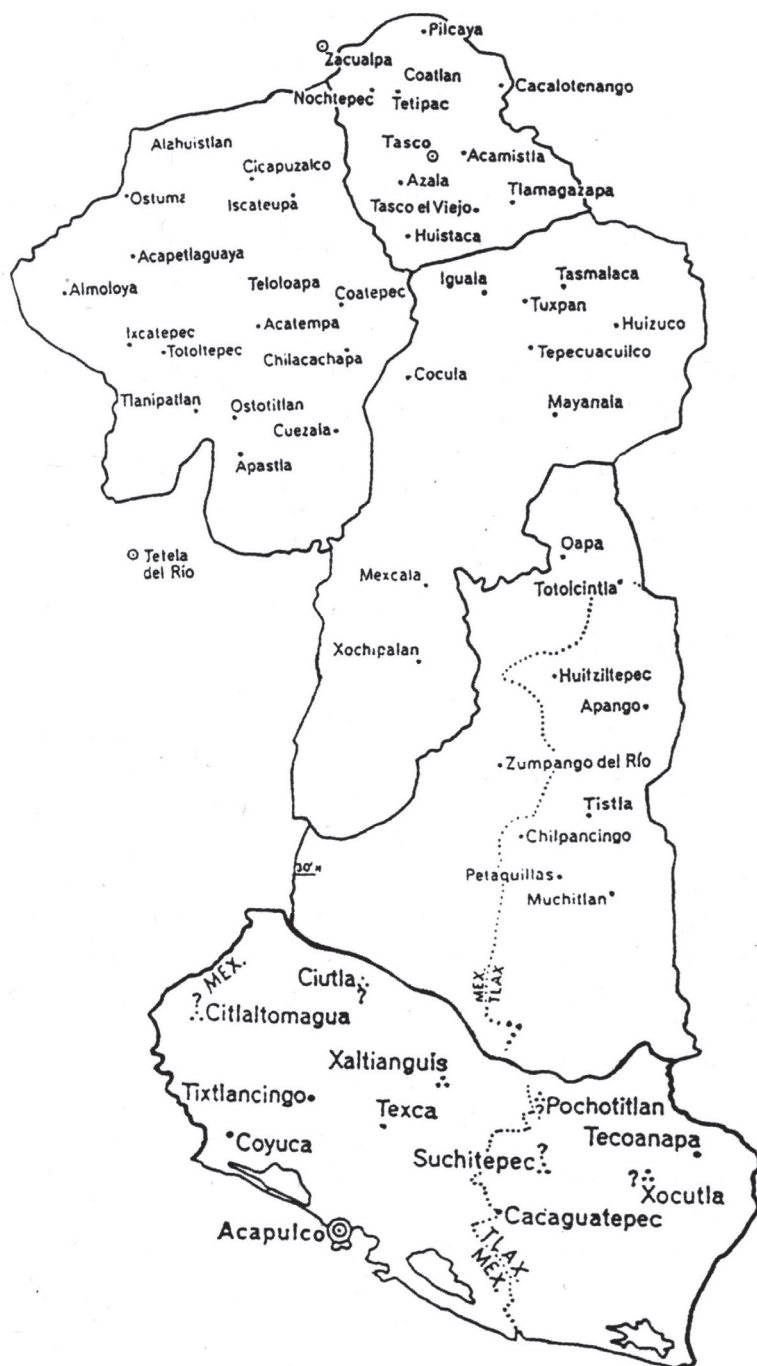 Pilcaya
Zacualpa
Coatlan
Cacalotenango
Nochtepec
Tetipac
Alahuistlan
Tasco
Acamistla
Cicapuzalco
Azala
Ostuma
Iscateupa
Tasco el Viejo
Tlamagazapa
Huistaca
Acapetlaguaya
Almoloya
Teloloapa
Coatepec
Iguala
Tasmalaca
Tuxpan
Ixcatepec
Acatempa
Huizuco
Totoltepec
Chilacachapa
Tepecuacuilco
Cocula
Tlanipatlan
Ostotitlan
Mayanala
Cuezala
Apastla
Tetela
del Río
Oapa
Mexcala
Totolcintla
Xochipalan
Huitziltepec
Apango
Zumpango del Río
Tistla
Chilpancingo
30' N
Petaquillas
Muchitlan
MEX.
Ciutla
?
MEX.
TLAX
?
Citlaltomagua
Xaltianguis
Tixtlancingo
Texca
Pochotitlan
Coyuca
Tecoanapa
Suchitepec
?
?
Xocutla
Acapulco
Cacaguatepec
TLAX.
MEX.